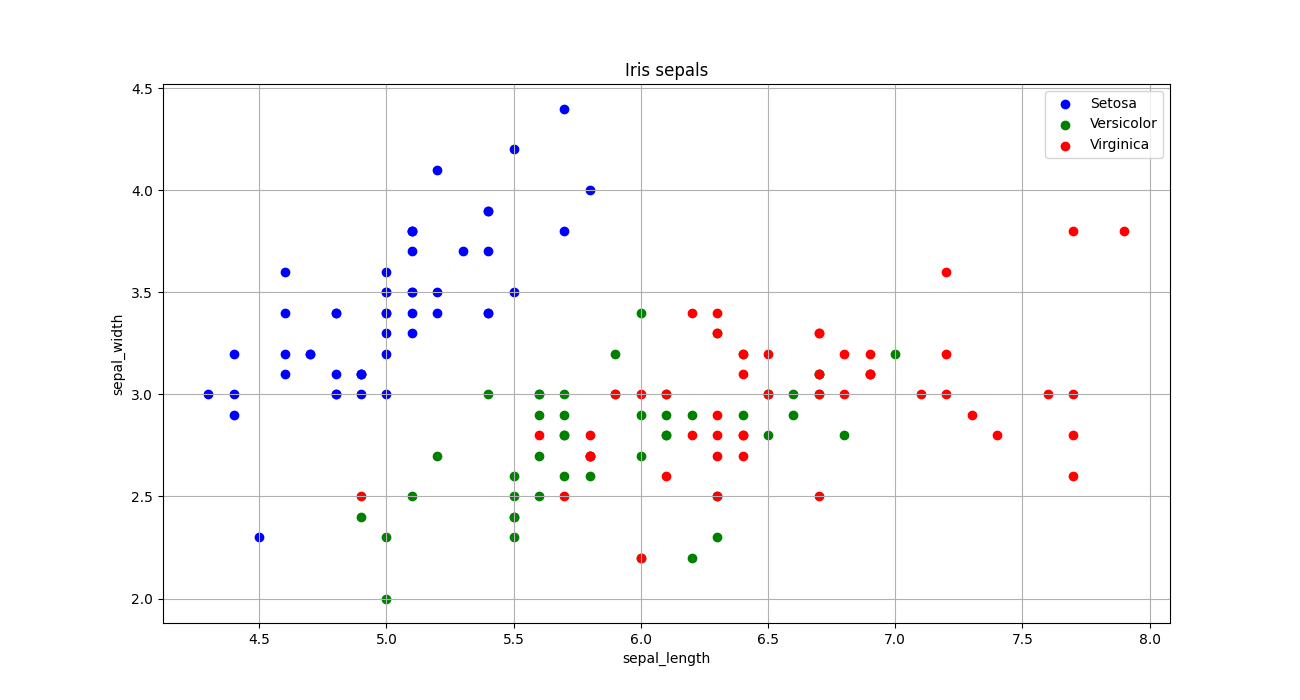 Iris sepals
4.5
4.0
3.5
3.0
2.5
2.0
sepal_width
Setosa
Versicolor
Virginica
4.5 5.0 5.5 6.0 6.5 7.0 7.5 8.0
sepal_length